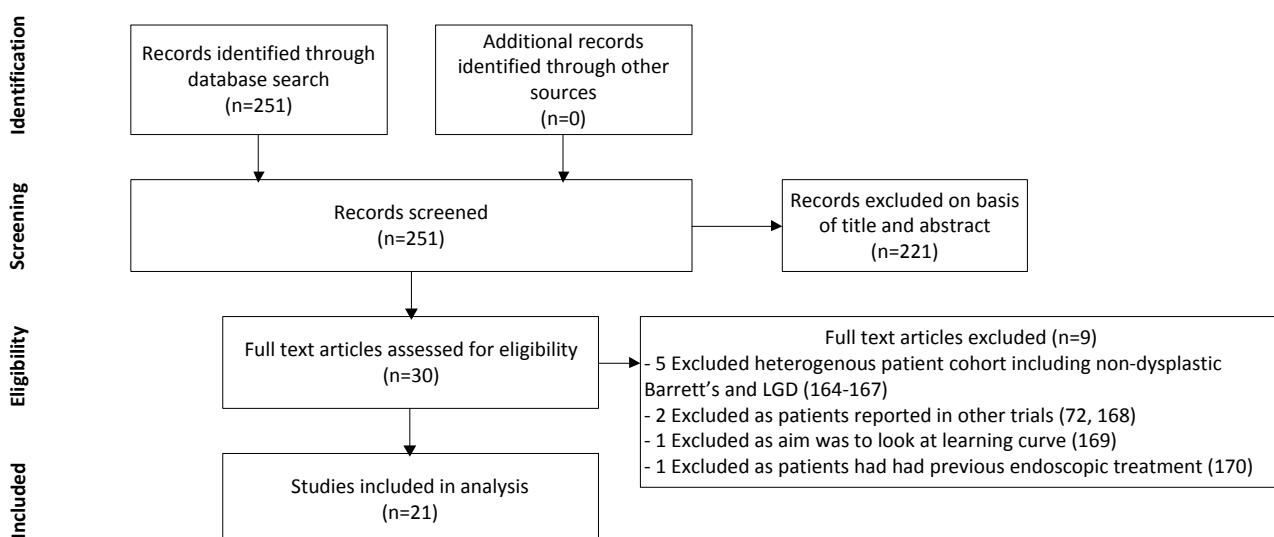 Identification
Records identified through
database search
(n=251)
Additional records
identified through other
sources
(n=0)
Screening
Records screened
(n=251)
Records excluded on basis
of title and abstract
(n=221)
Eligibility
Full text articles assessed for eligibility
(n=30)
Full text articles excluded (n=9)
- 5 Excluded heterogenous patient cohort including non-dysplastic
Barrett’s and LGD (164-167)
- 2 Excluded as patients reported in other trials (72, 168)
- 1 Excluded as aim was to look at learning curve (169)
- 1 Excluded as patients had had previous endoscopic treatment (170)
Included
Studies included in analysis
(n=21)